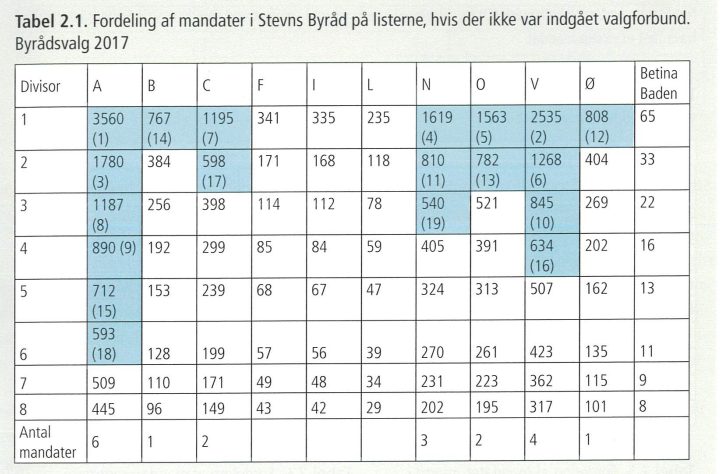 Tabel 2.1. Fordeling af mandater i Stevns Byråd på listerne, hvis der ikke var indgået valgforbund.
Byrådsvalg 2017
Divisor A B C F I L N O V Ø Betina Baden
1 3560 (1) 767 (14) 1195 (7) 341 335 235 1619 (4) 1563 (5) 2535 (2) 808 (12) 65
2 1780 (3) 384 598 (17) 171 168 118 810 (11) 782 (13) 1268 (6) 404 33
3 1187 (8) 256 398 114 112 78 540 (19) 521 845 (10) 269 22
4 890 (9) 192 299 85 84 59 405 391 634 (16) 202 16
5 712 (15) 153 239 68 67 47 324 313 507 162 13
6 593 (18) 128 199 57 56 39 270 261 423 135 11
7 509 110 171 49 48 34 231 223 362 115 9
8 445 96 149 43 42 29 202 195 317 101 8
Antal mandater 6 1 2 3 2 4 1